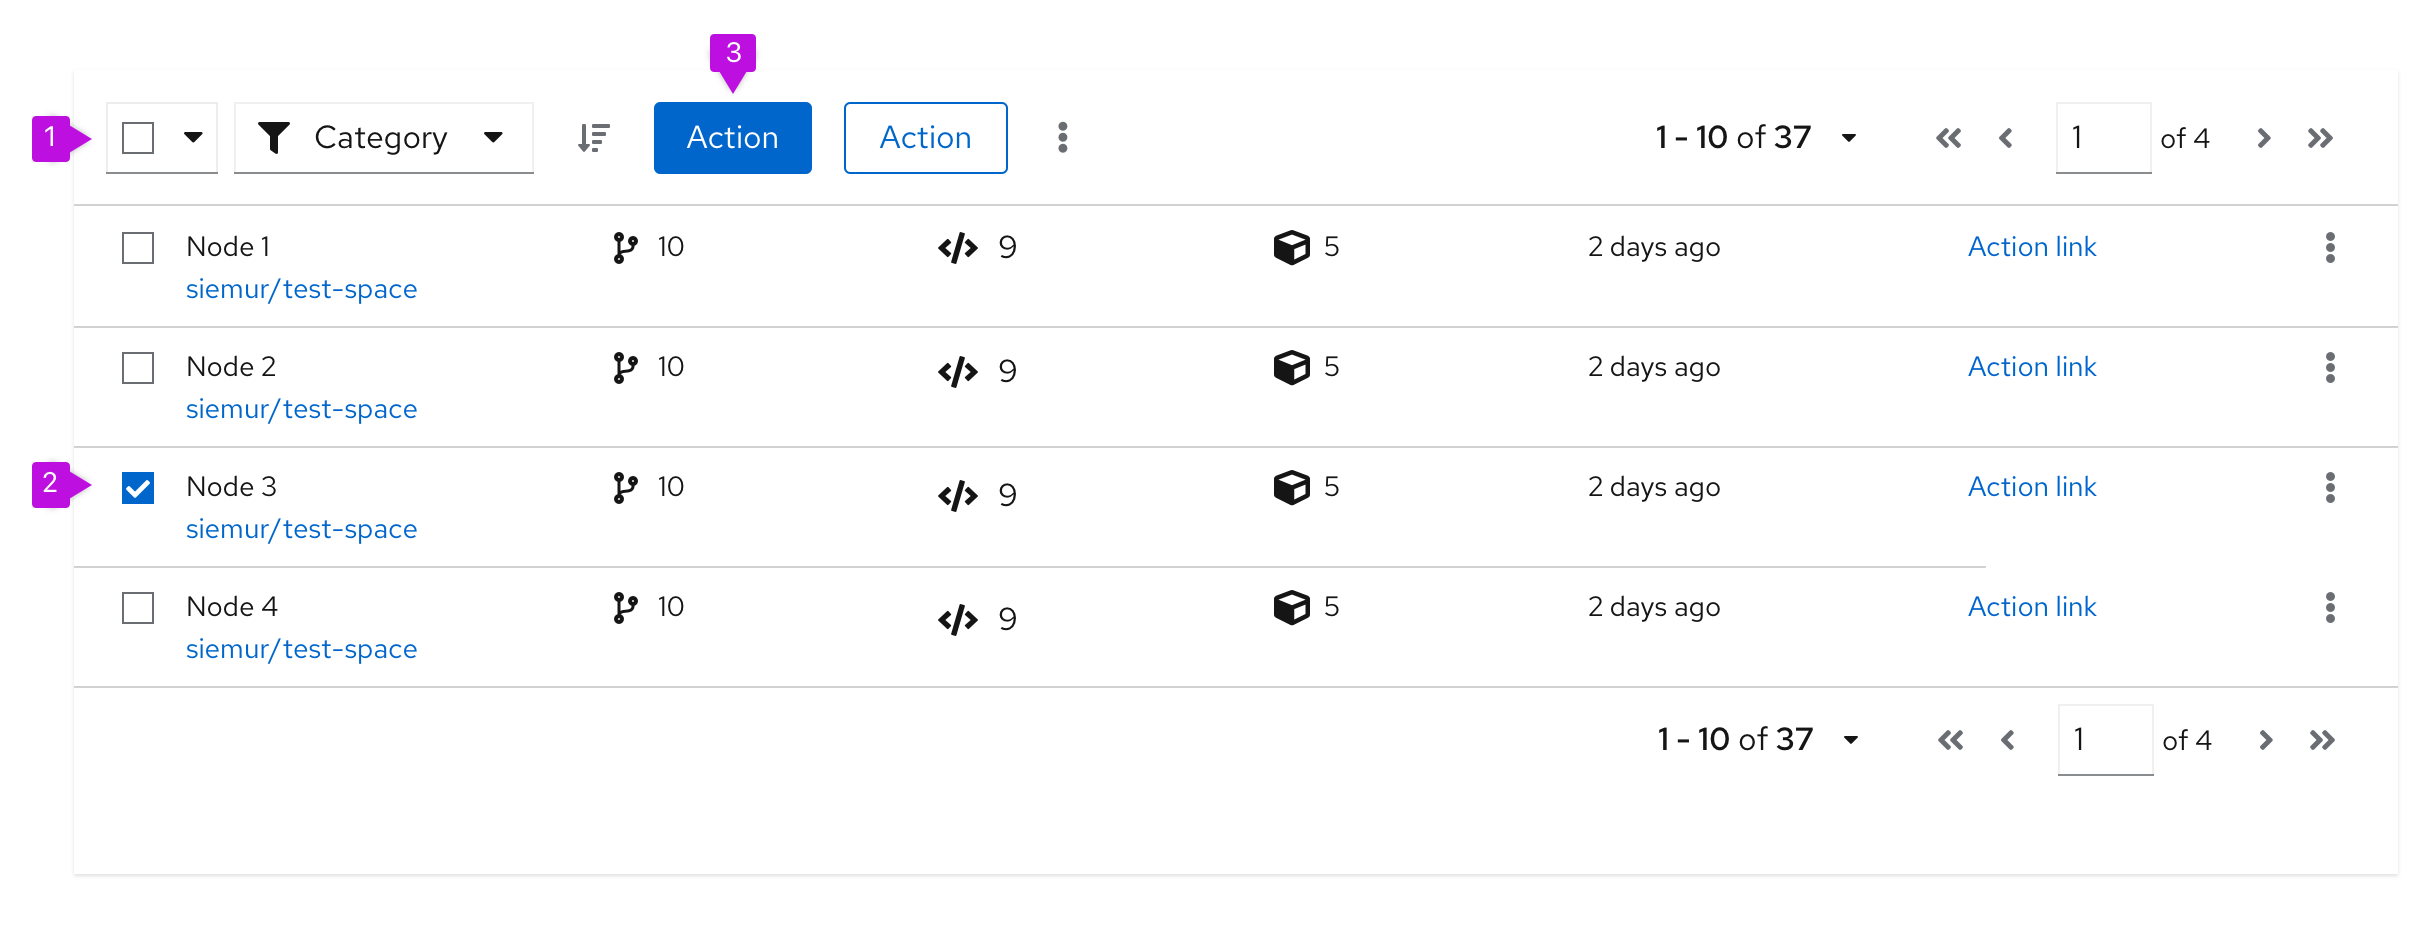 3
1 Category Action Action 1 - 10 of 37 1 of 4
Node 1 10 9 5 2 days ago Action link
siemur/test-space
Node 2 10 9 5 2 days ago Action link
siemur/test-space
2 Node 3 10 9 5 2 days ago Action link
siemur/test-space
Node 4 10 9 5 2 days ago Action link
siemur/test-space
1 - 10 of 37 1 of 4